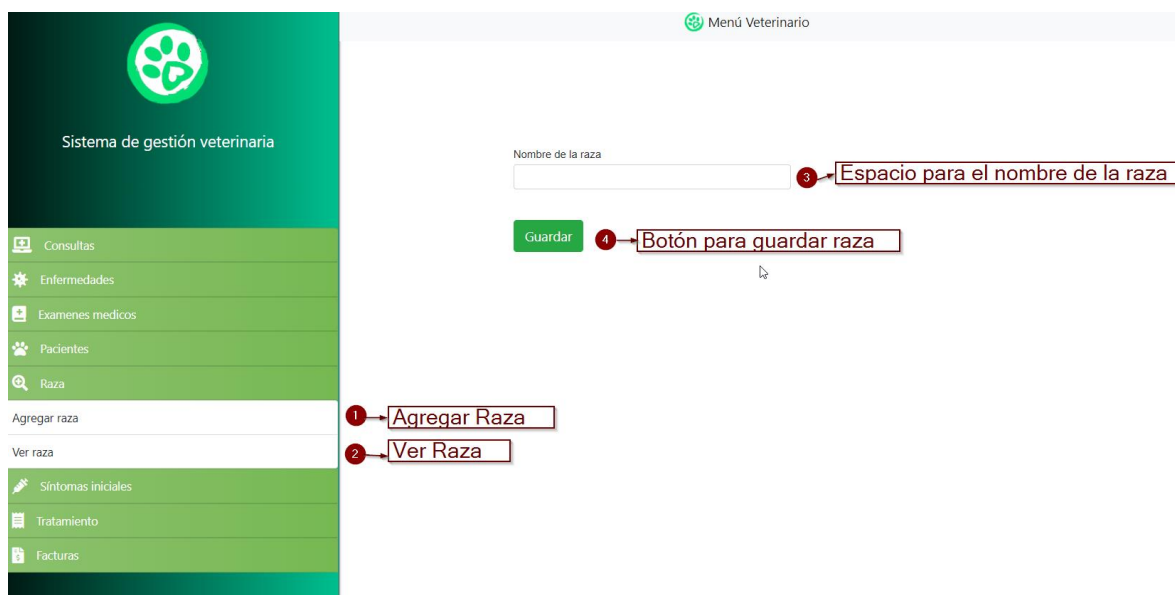 Menú Veterinario
Sistema de gestión veterinaria
Nombre de la raza
3 Espacio para el nombre de la raza
Guardar 4 Botón para guardar raza
Consultas
Enfermedades
Examenes medicos
Pacientes
Raza
Agregar raza 1 Agregar Raza
Ver raza 2 Ver Raza
Síntomas iniciales
Tratamiento
Facturas